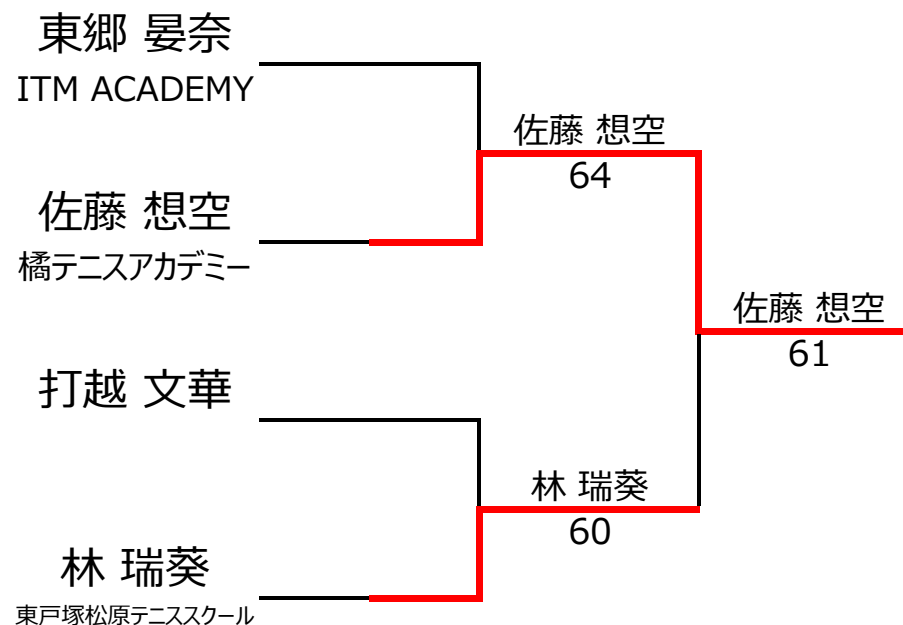 東郷 晏奈
ITM ACADEMY
佐藤 想空
64
佐藤 想空
橘テニスアカデミー
佐藤 想空
61
打越 文華
林 瑞葵
60
林 瑞葵
東戸塚松原テニススクール